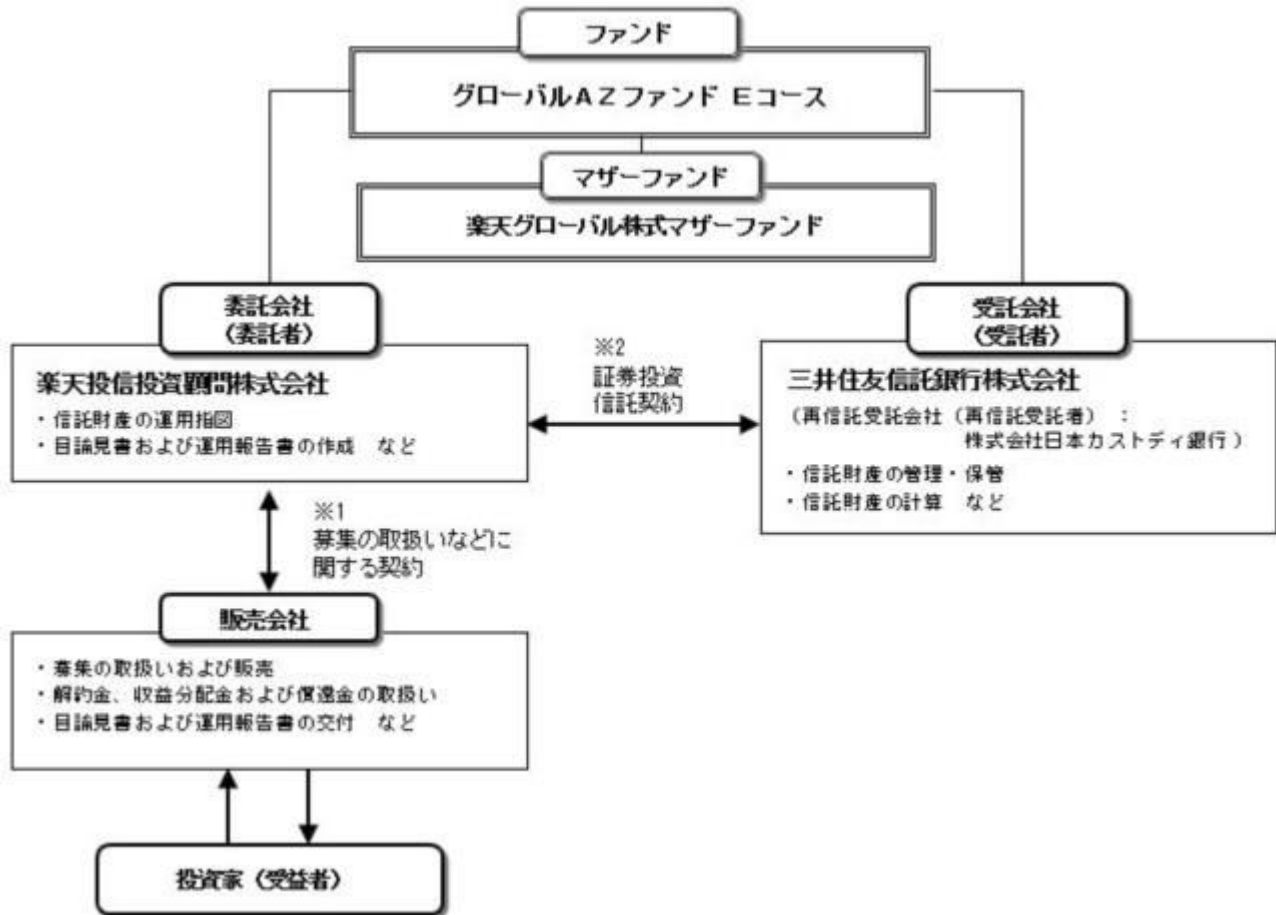 ファンド
グローバルAZファンド Eコース
マザーファンド
楽天グローバル株式マザーファンド
委託会社
(委託者)
楽天投信投資顧問株式会社
・信託財産の運用指図
・目論見書および運用報告書の作成 など
※2
証券投資
信託契約
受託会社
(受託者)
三井住友信託銀行株式会社
(再信託受託会社(再信託受託者) :
株式会社日本カストディ銀行)
・信託財産の管理・保管
・信託財産の計算 など
※1
募集の取扱いなどに
関する契約
販売会社
・募集の取扱いおよび販売
・解約金、収益分配金および償還金の取扱い
・目論見書および運用報告書の交付 など
投資家(受益者)